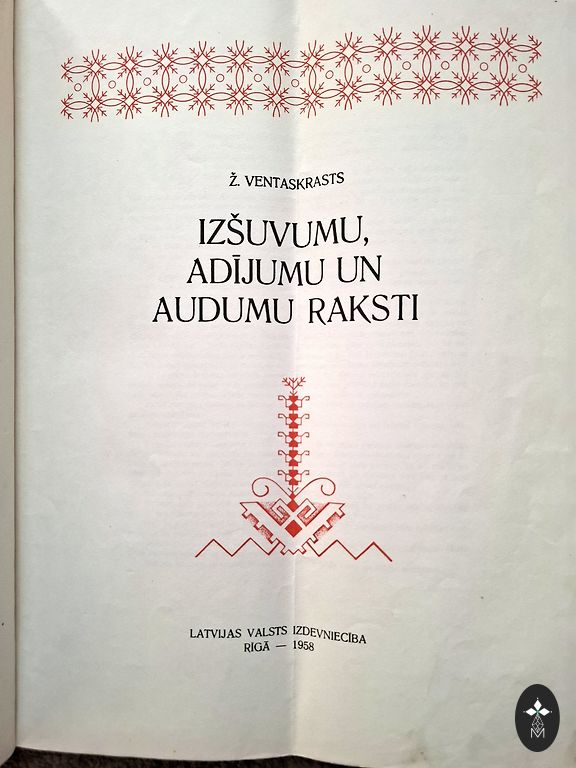 Ž. VENTASKRASTS
IZŠUVUMU,
ADĪJUMU UN
AUDUMU RAKSTI
LATVIJAS VALSTS IZDEVNIECĪBA
RĪGĀ — 1958
M